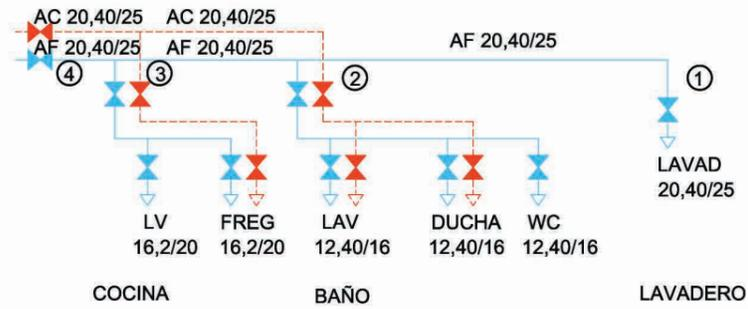 AC 20,40/25 AC 20,40/25
AF 20,40/25 AF 20,40/25 AF 20,40/25
4 3 2 1
LAVAD
20,40/25
LV FREG LAV DUCHA WC
16,2/20 16,2/20 12,40/16 12,40/16 12,40/16
COCINA BAÑO LAVADERO